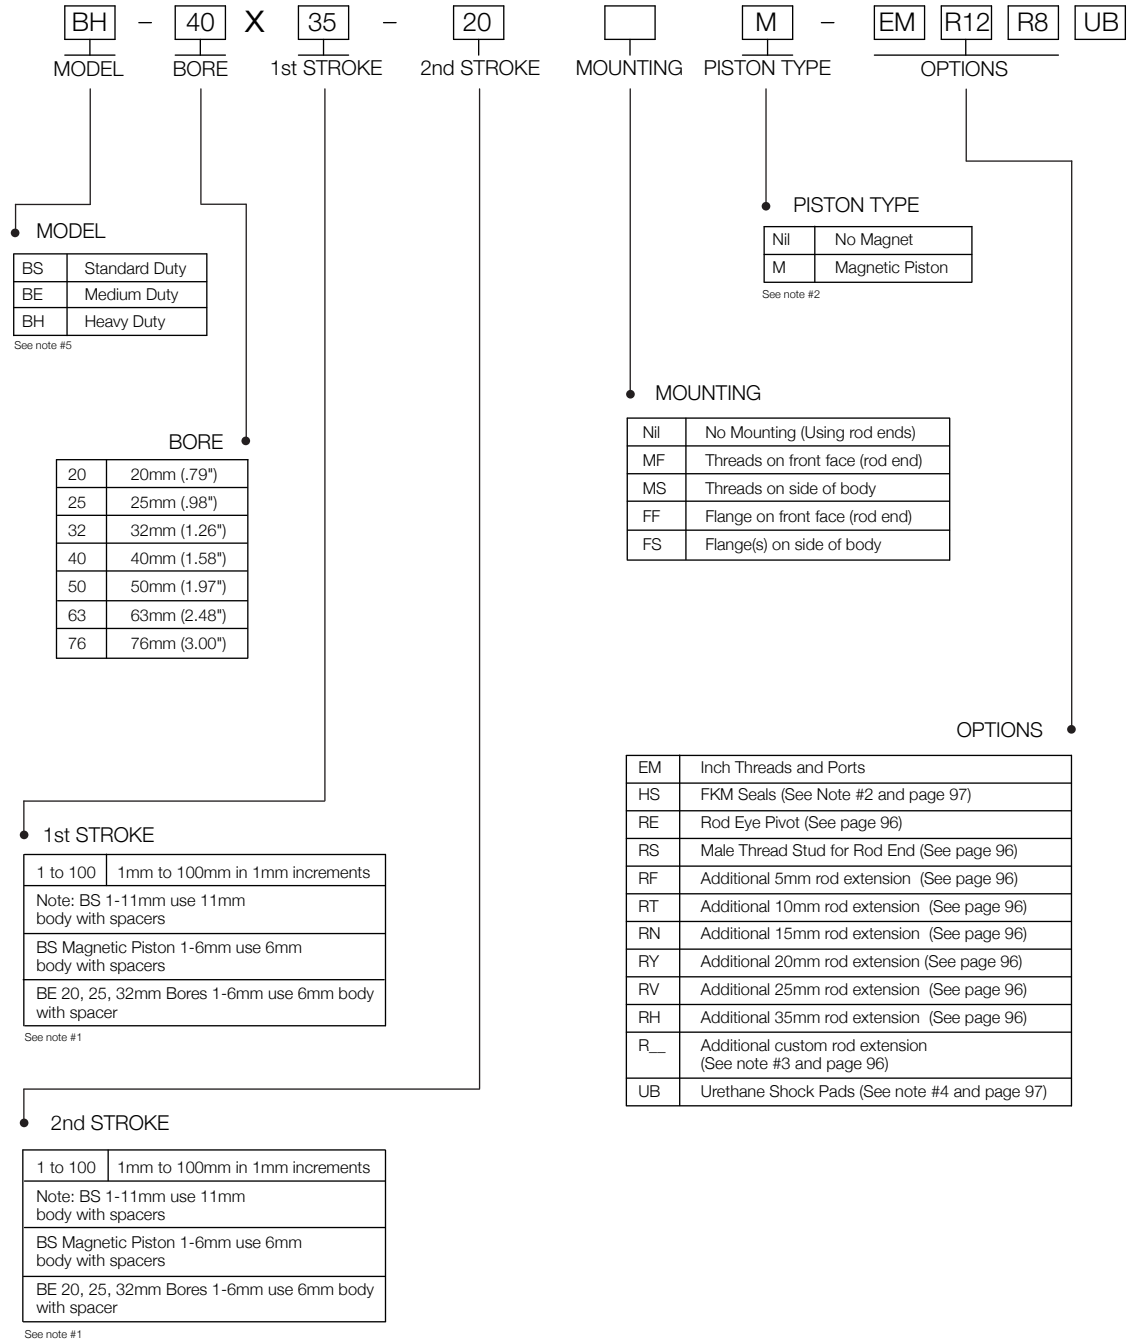 BH – 40 X 35 – 20 M – EM R12 R8 UB
MODEL BORE 1st STROKE 2nd STROKE MOUNTING PISTON TYPE OPTIONS
MODEL
BS Standard Duty
BE Medium Duty
BH Heavy Duty
See note #5
BORE
20 20mm (.79")
25 25mm (.98")
32 32mm (1.26")
40 40mm (1.58")
50 50mm (1.97")
63 63mm (2.48")
76 76mm (3.00")
1st STROKE
1 to 100 1mm to 100mm in 1mm increments
Note: BS 1-11mm use 11mm
body with spacers
BS Magnetic Piston 1-6mm use 6mm
body with spacers
BE 20, 25, 32mm Bores 1-6mm use 6mm body
with spacer
See note #1
2nd STROKE
1 to 100 1mm to 100mm in 1mm increments
Note: BS 1-11mm use 11mm
body with spacers
BS Magnetic Piston 1-6mm use 6mm
body with spacers
BE 20, 25, 32mm Bores 1-6mm use 6mm body
with spacer
See note #1
PISTON TYPE
Nil No Magnet
M Magnetic Piston
See note #2
MOUNTING
Nil No Mounting (Using rod ends)
MF Threads on front face (rod end)
MS Threads on side of body
FF Flange on front face (rod end)
FS Flange(s) on side of body
OPTIONS
EM Inch Threads and Ports
HS FKM Seals (See Note #2 and page 97)
RE Rod Eye Pivot (See page 96)
RS Male Thread Stud for Rod End (See page 96)
RF Additional 5mm rod extension (See page 96)
RT Additional 10mm rod extension (See page 96)
RN Additional 15mm rod extension (See page 96)
RY Additional 20mm rod extension (See page 96)
RV Additional 25mm rod extension (See page 96)
RH Additional 35mm rod extension (See page 96)
R__ Additional custom rod extension
(See note #3 and page 96)
UB Urethane Shock Pads (See note #4 and page 97)